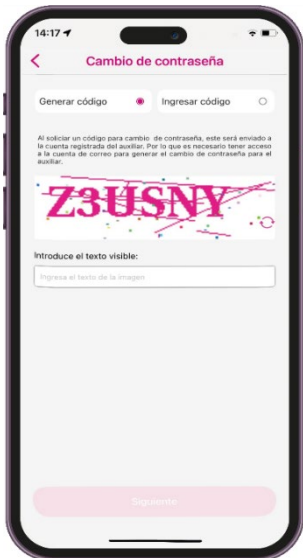 14:17
Cambio de contraseña
Generar código Ingresar código
Al soliciar un código para cambio de contraseña, este será enviado a
la cuenta registrada del auxiliar. Por lo que es necesario tener acceso
a la cuenta de correo para generar el cambio de contraseña para el
auxiliar.
Z3USNY
Introduce el texto visible:
Ingresa el texto de la imagen
Siguiente